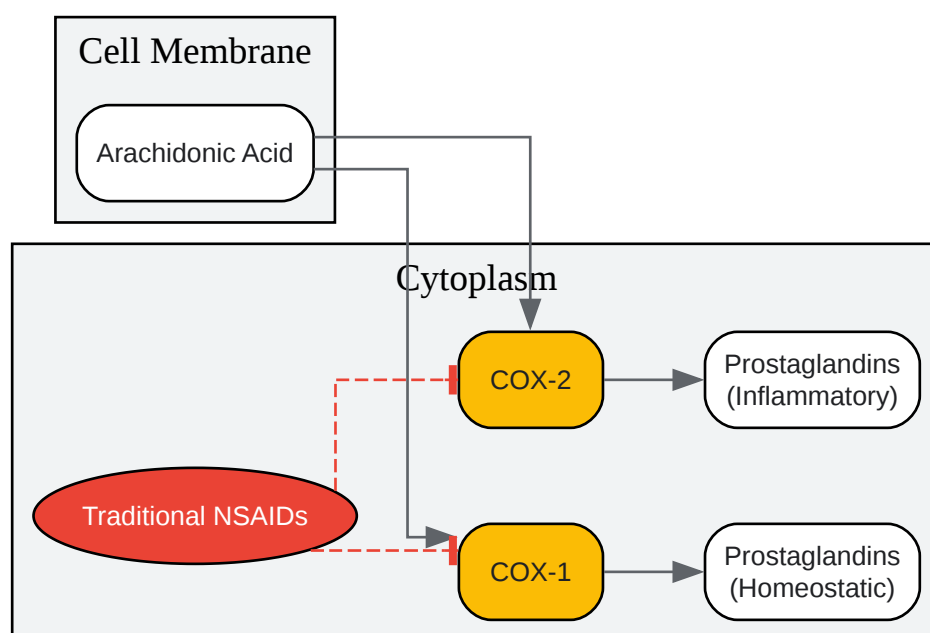 Cell Membrane
Arachidonic Acid
Cytoplasm
COX-2
Prostaglandins
(Inflammatory)
Traditional NSAIDs
COX-1
Prostaglandins
(Homeostatic)